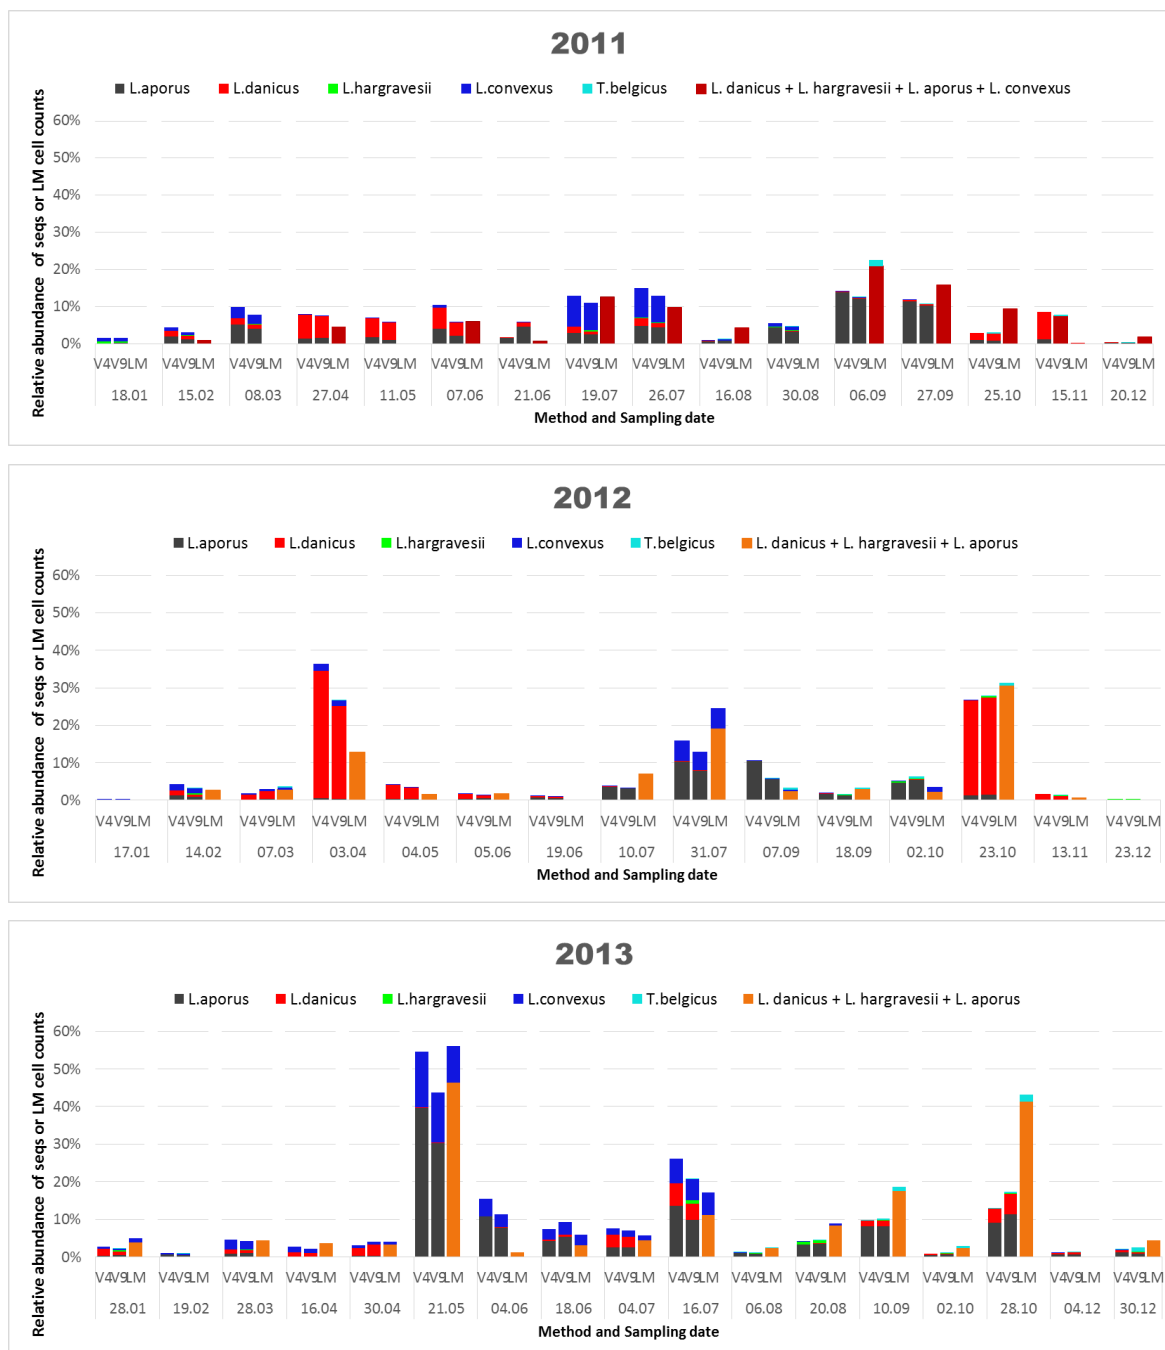 2011
L.aporus L.danicus L.hargravesii L.convexus T.belgicus L. danicus + L. hargravesii + L. aporus + L. convexus
Relative abundance of seqs or LM cell counts
60%
50%
40%
30%
20%
10%
0%
V4V9LM V4V9LM V4V9LM V4V9LM V4V9LM V4V9LM V4V9LM V4V9LM V4V9LM V4V9LM V4V9LM V4V9LM V4V9LM V4V9LM V4V9LM V4V9LM
18.01 15.02 08.03 27.04 11.05 07.06 21.06 19.07 26.07 16.08 30.08 06.09 27.09 25.10 15.11 20.12
Method and Sampling date
2012
L.aporus L.danicus L.hargravesii L.convexus T.belgicus L. danicus + L. hargravesii + L. aporus
Relative abundance of seqs or LM cell counts
60%
50%
40%
30%
20%
10%
0%
V4V9LM V4V9LM V4V9LM V4V9LM V4V9LM V4V9LM V4V9LM V4V9LM V4V9LM V4V9LM V4V9LM V4V9LM V4V9LM V4V9LM V4V9LM
17.01 14.02 07.03 03.04 04.05 05.06 19.06 10.07 31.07 07.09 18.09 02.10 23.10 13.11 23.12
Method and Sampling date
2013
L.aporus L.danicus L.hargravesii L.convexus T.belgicus L. danicus + L. hargravesii + L. aporus
Relative abundance of seqs or LM cell counts
60%
50%
40%
30%
20%
10%
0%
V4V9LM V4V9LM V4V9LM V4V9LM V4V9LM V4V9LM V4V9LM V4V9LM V4V9LM V4V9LM V4V9LM V4V9LM V4V9LM V4V9LM V4V9LM V4V9LM V4V9LM
28.01 19.02 28.03 16.04 30.04 21.05 04.06 18.06 04.07 16.07 06.08 20.08 10.09 02.10 28.10 04.12 30.12
Method and Sampling date